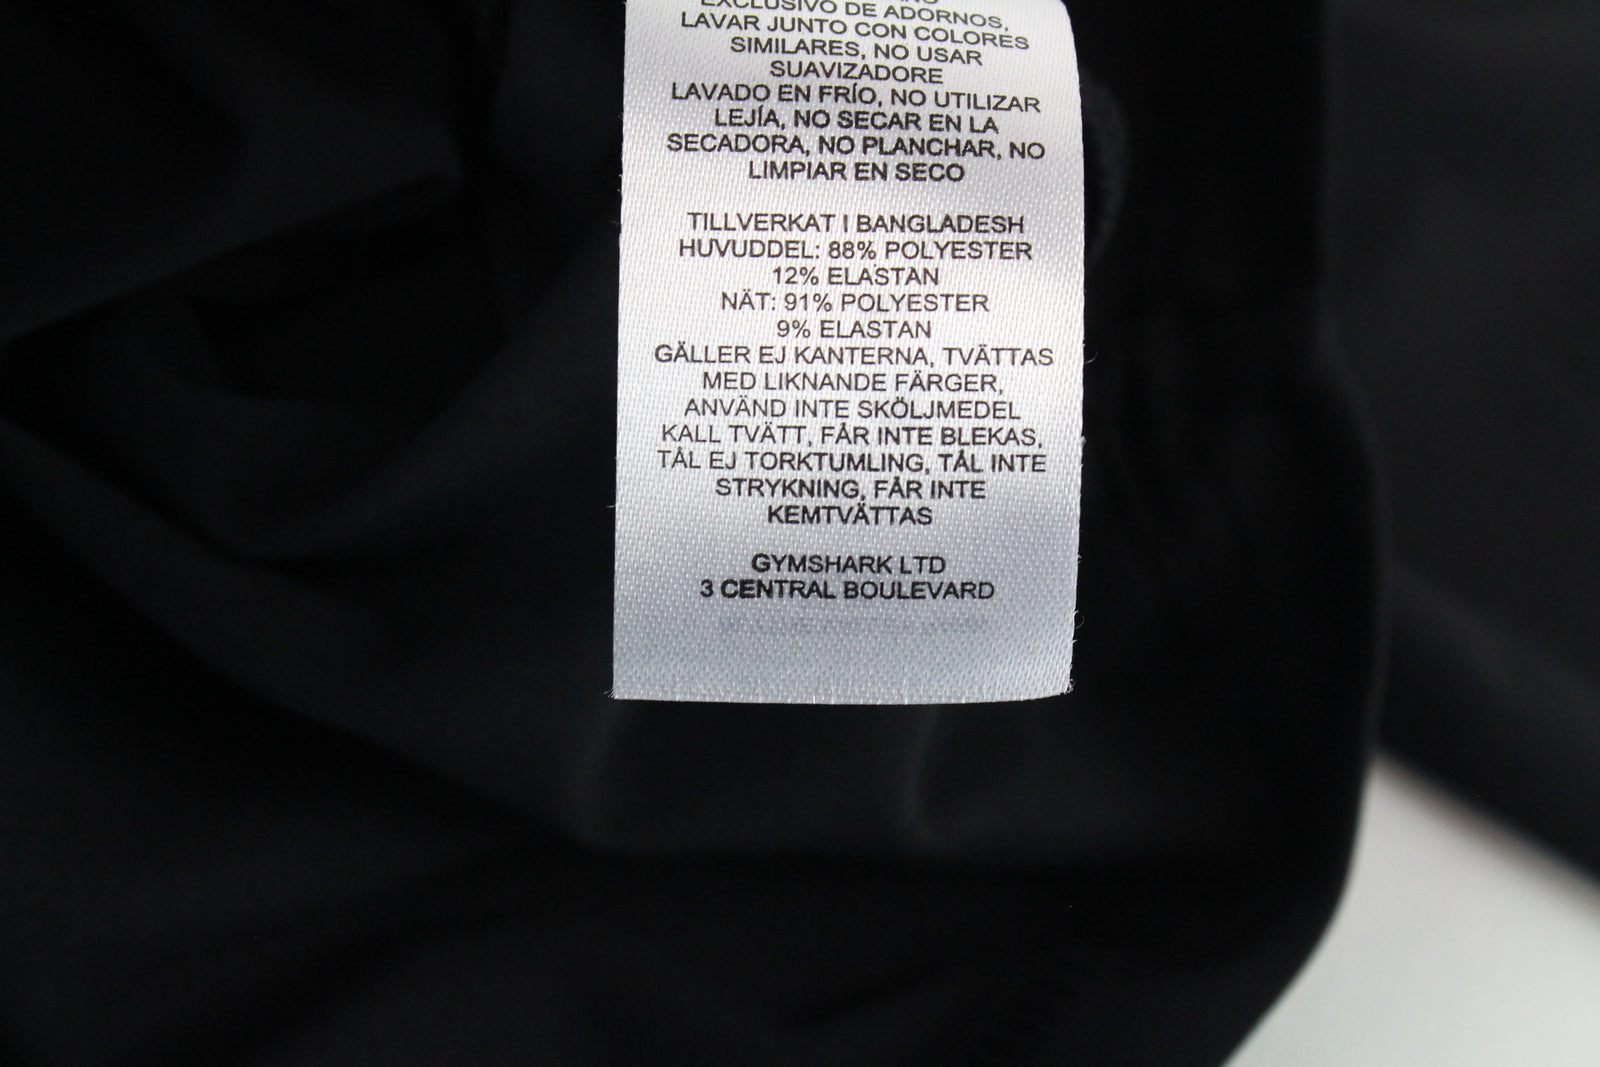 EXCLUSIVO DE ADORNOS,
LAVAR JUNTO CON COLORES
SIMILARES, NO USAR
SUAVIZADORE
LAVADO EN FRÍO, NO UTILIZAR
LEJÍA, NO SECAR EN LA
SECADORA, NO PLANCHAR, NO
LIMPIAR EN SECO
TILLVERKAT I BANGLADESH
HUVUDDEL: 88% POLYESTER
12% ELASTAN
NÄT: 91% POLYESTER
9% ELASTAN
GÄLLER EJ KANTERNA, TVÄTTAS
MED LIKNANDE FÄRGER,
ANVÄND INTE SKÖLJMEDEL
KALL TVÄTT, FÅR INTE BLEKAS,
TÅL EJ TORKTUMLING, TÅL INTE
STRYKNING, FÅR INTE
KEMTVÄTTAS
GYMSHARK LTD
3 CENTRAL BOULEVARD